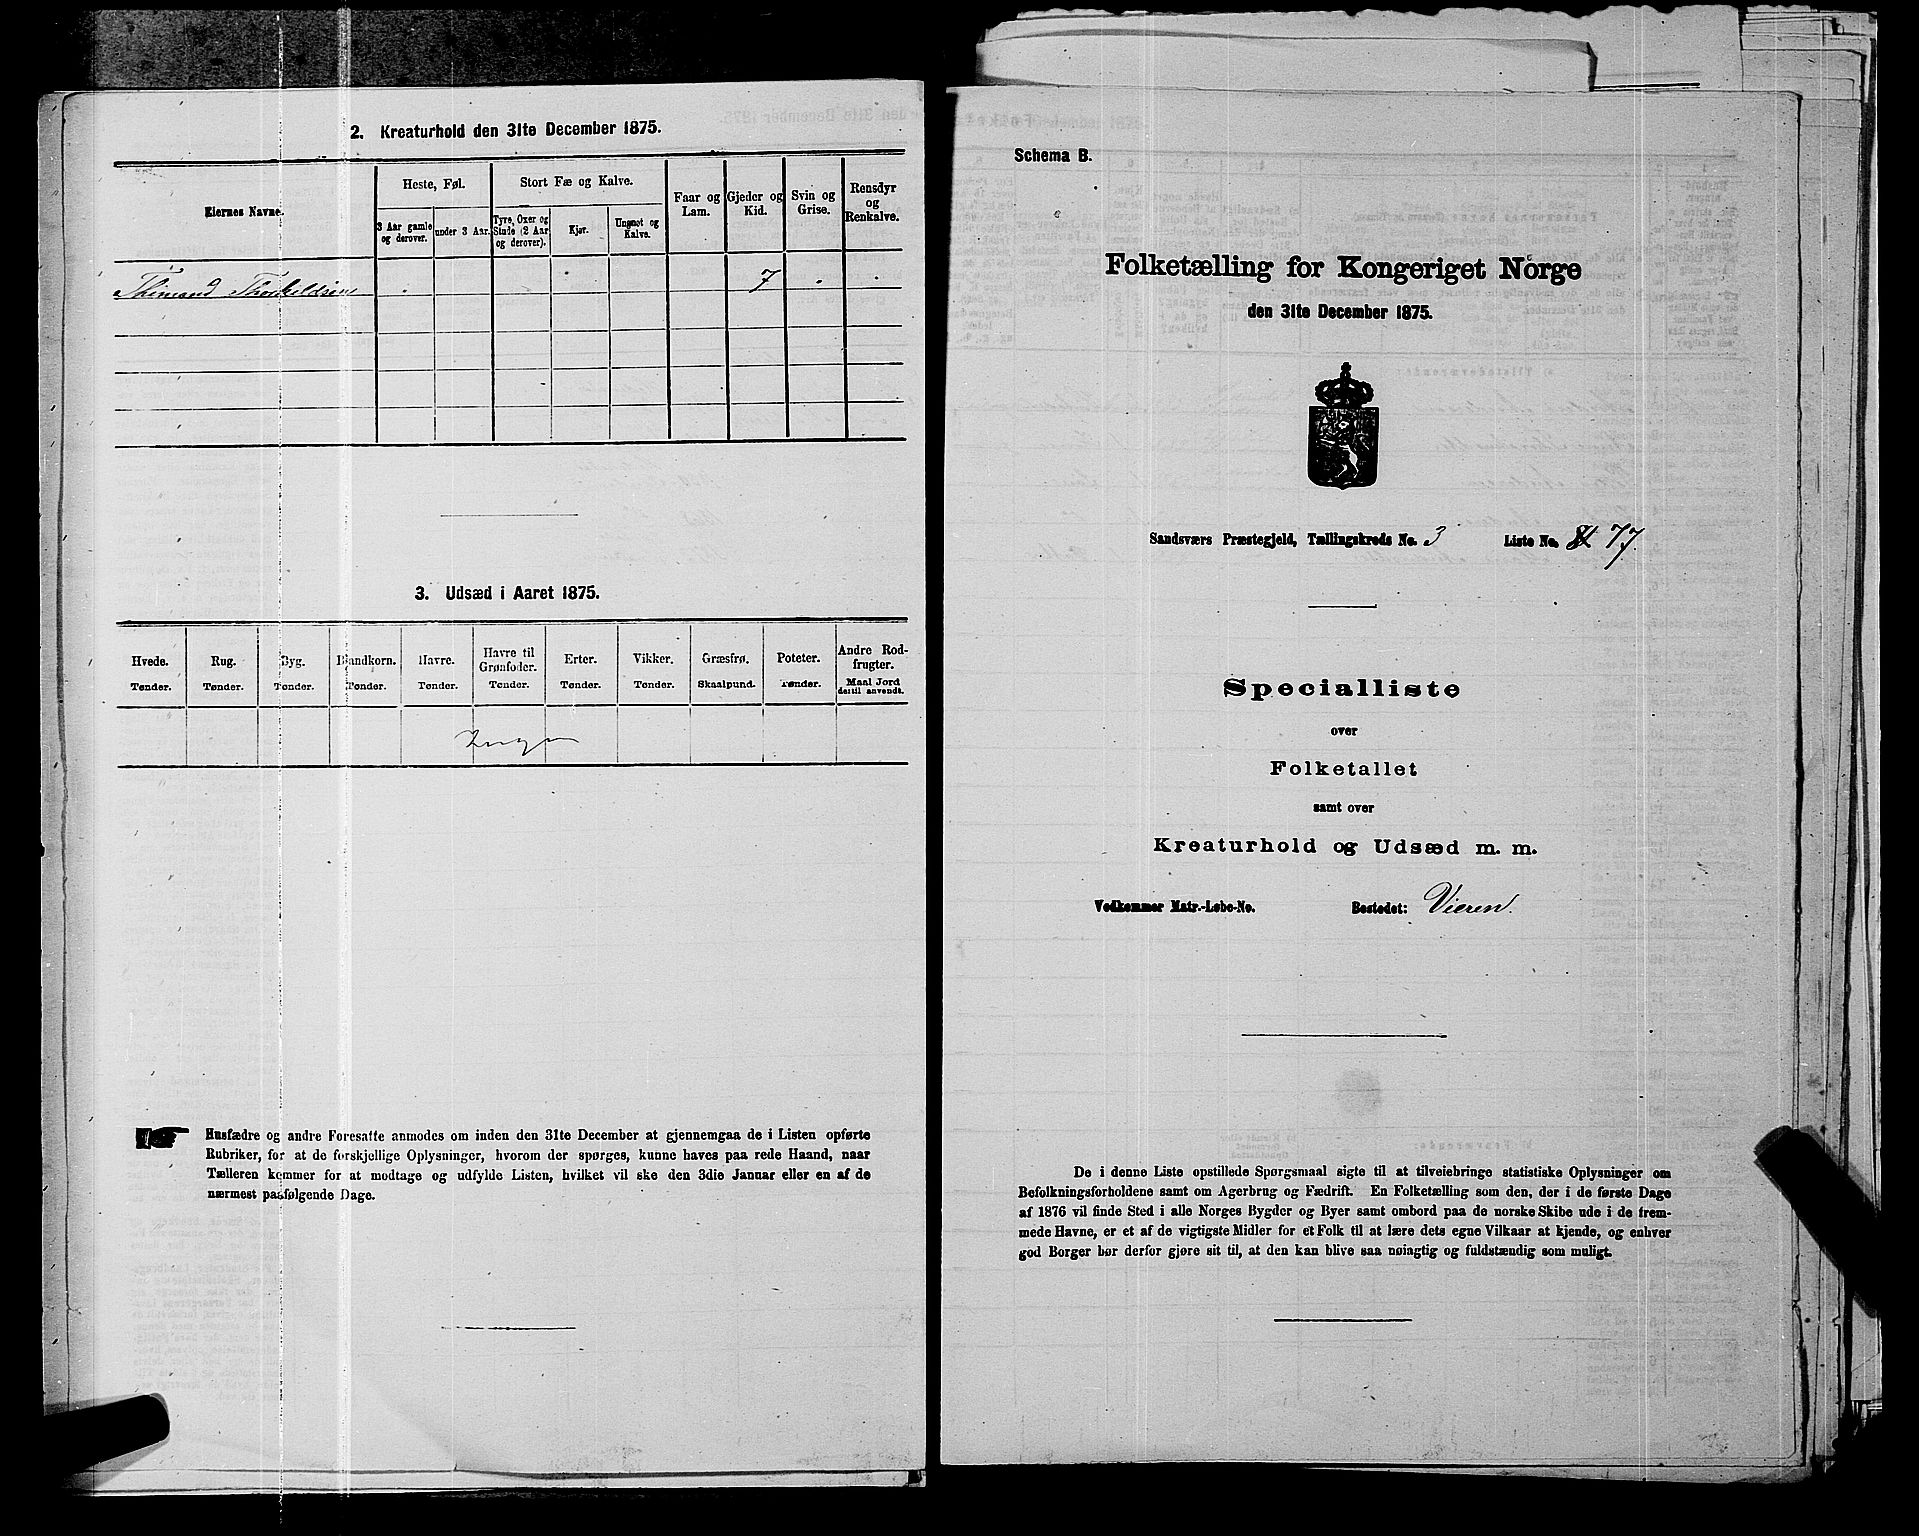 2. Kreaturhold den 31te December 1875.
Eiernes Navne.
Heste, Føl.
3 Aar gamle og derover.
under 3 Aar.
Stort Fæ og Kalve.
Tyre, Oxer og Stude (2 Aar og derover).
Kjør.
Ungnøt og Kalve.
Faar og Lam.
Gjeder og Kid.
Svin og Grise.
Rensdyr og Renkalve.
Thorkeldsen 7
3. Udsæd i Aaret 1875.
Hvede. Rug. Byg. Blandkorn. Havre. Havre til Grønfoder. Erter. Vikker. Græsfrø. Poteter. Andre Rodfrugter.
Tønder. Tønder. Tønder. Tønder. Tønder. Tønder. Tønder. Tønder. Skaalpund. Tønder. Maal Jord dertil anvendt.
Husfædre og andre Foresatte anmodes om inden den 31te December at gjennemgaa de i Listen opførte
Rubriker, for at de forskjellige Oplysninger, hvorom der spørges, kunne haves paa rede Haand, naar
Tælleren kommer for at modtage og udfylde Listen, hvilket vil ske den 3die Januar eller en af de
nærmest paafølgende Dage.
Schema B.
Folketælling for Kongeriget Norge
den 31te December 1875.
Sandsværs Præstegjeld, Tællingskreds No. 3 Liste No. 77.
Specialliste
over
Folketallet
samt over
Kreaturhold og Udsæd m. m.
Vedkommer Matr.-Løbe-No. Bostedet: Vieren.
De i denne Liste opstillede Spørgsmaal sigte til at tilveiebringe statistiske Oplysninger om
Befolkningsforholdene samt om Agerbrug og Fædrift. En Folketælling som den, der i de første Dage
af 1876 vil finde Sted i alle Norges Bygder og Byer samt ombord paa de norske Skibe ude i de frem-
mede Havne, er et af de vigtigste Midler for et Folk til at lære dets egne Vilkaar at kjende, og enhver
god Borger bør derfor gjøre sit til, at den kan blive saa nøiagtig og fuldstændig som muligt.